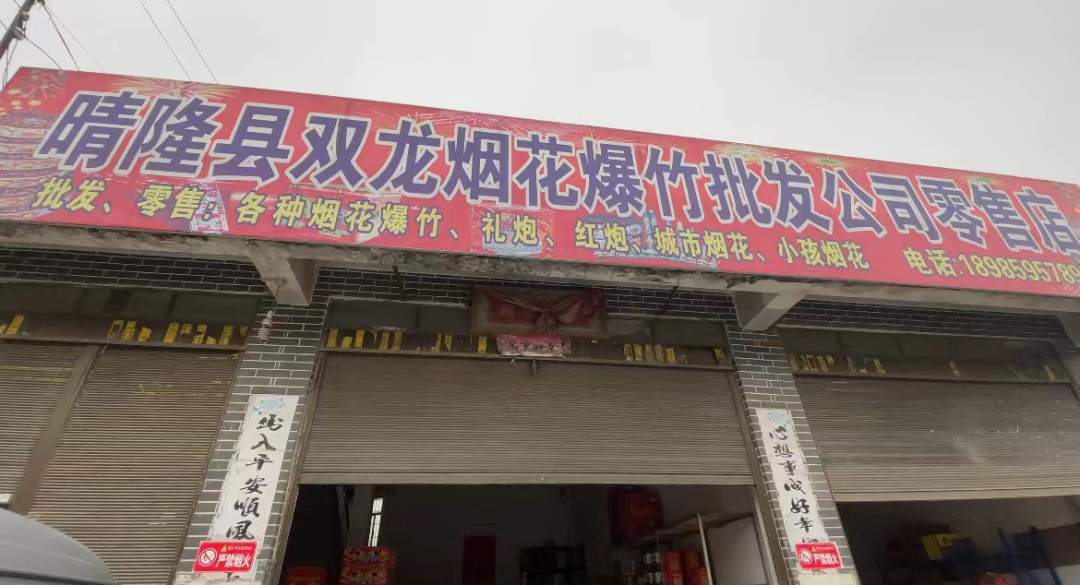 晴隆县双龙烟花爆竹批发公司零售店
批发、零售：各种烟花爆竹、礼炮、红炮、城市烟花、小孩烟花 电话:1898595789
出入平安順風
心想事成好幸
严禁烟火
严禁烟火